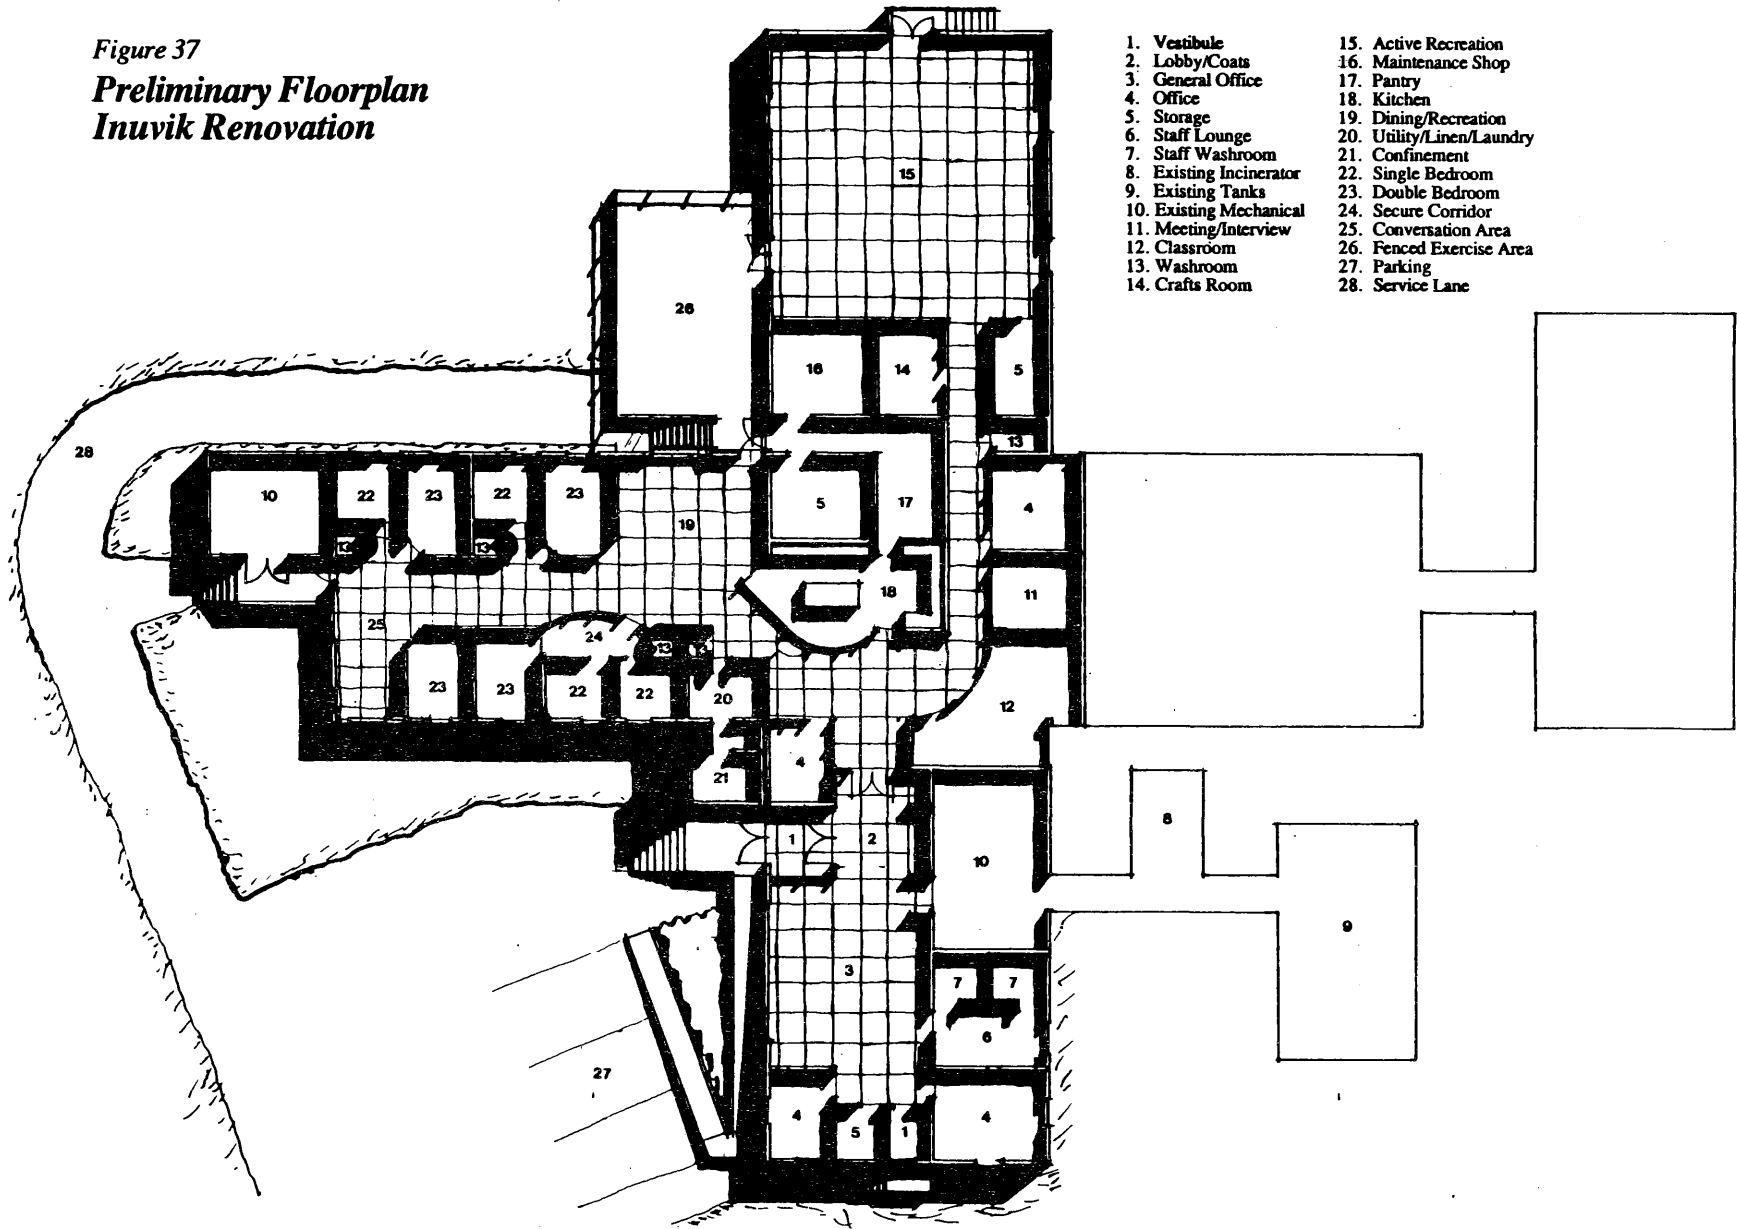 Figure 37
Preliminary Floorplan
Inuvik Renovation
1. Vestibule
2. Lobby/Coats
3. General Office
4. Office
5. Storage
6. Staff Lounge
7. Staff Washroom
8. Existing Incinerator
9. Existing Tanks
10. Existing Mechanical
11. Meeting/Interview
12. Classroom
13. Washroom
14. Crafts Room
15. Active Recreation
16. Maintenance Shop
17. Pantry
18. Kitchen
19. Dining/Recreation
20. Utility/Linen/Laundry
21. Confinement
22. Single Bedroom
23. Double Bedroom
24. Secure Corridor
25. Conversation Area
26. Fenced Exercise Area
27. Parking
28. Service Lane
15
26
16
14
5
13
28
10
22
23
22
23
19
5
17
4
13
13
18
11
25
24
13
13
23
23
22
22
20
12
21
4
1
2
8
10
9
3
7
7
6
27
4
5
1
4